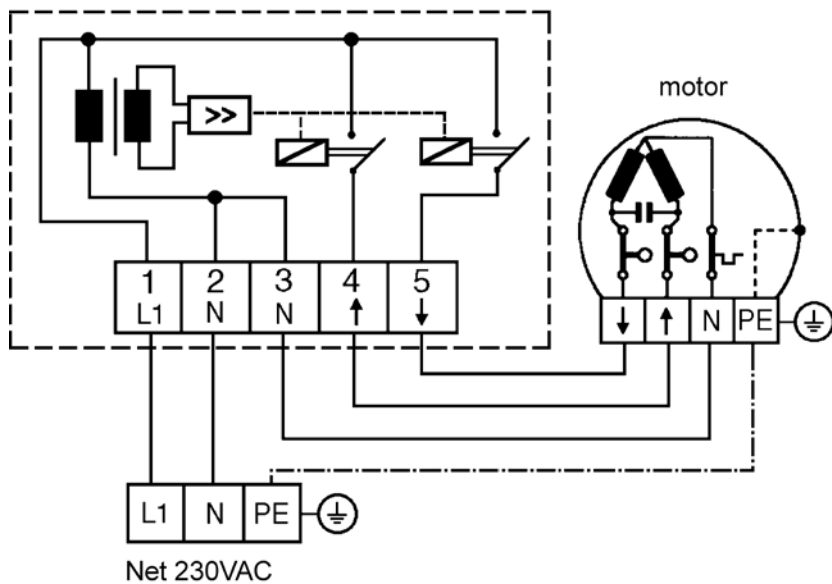 motor
>>
1 2 3 4 5
L1 N N ↑ ↓
↓ ↑ N PE
L1 N PE
Net 230VAC